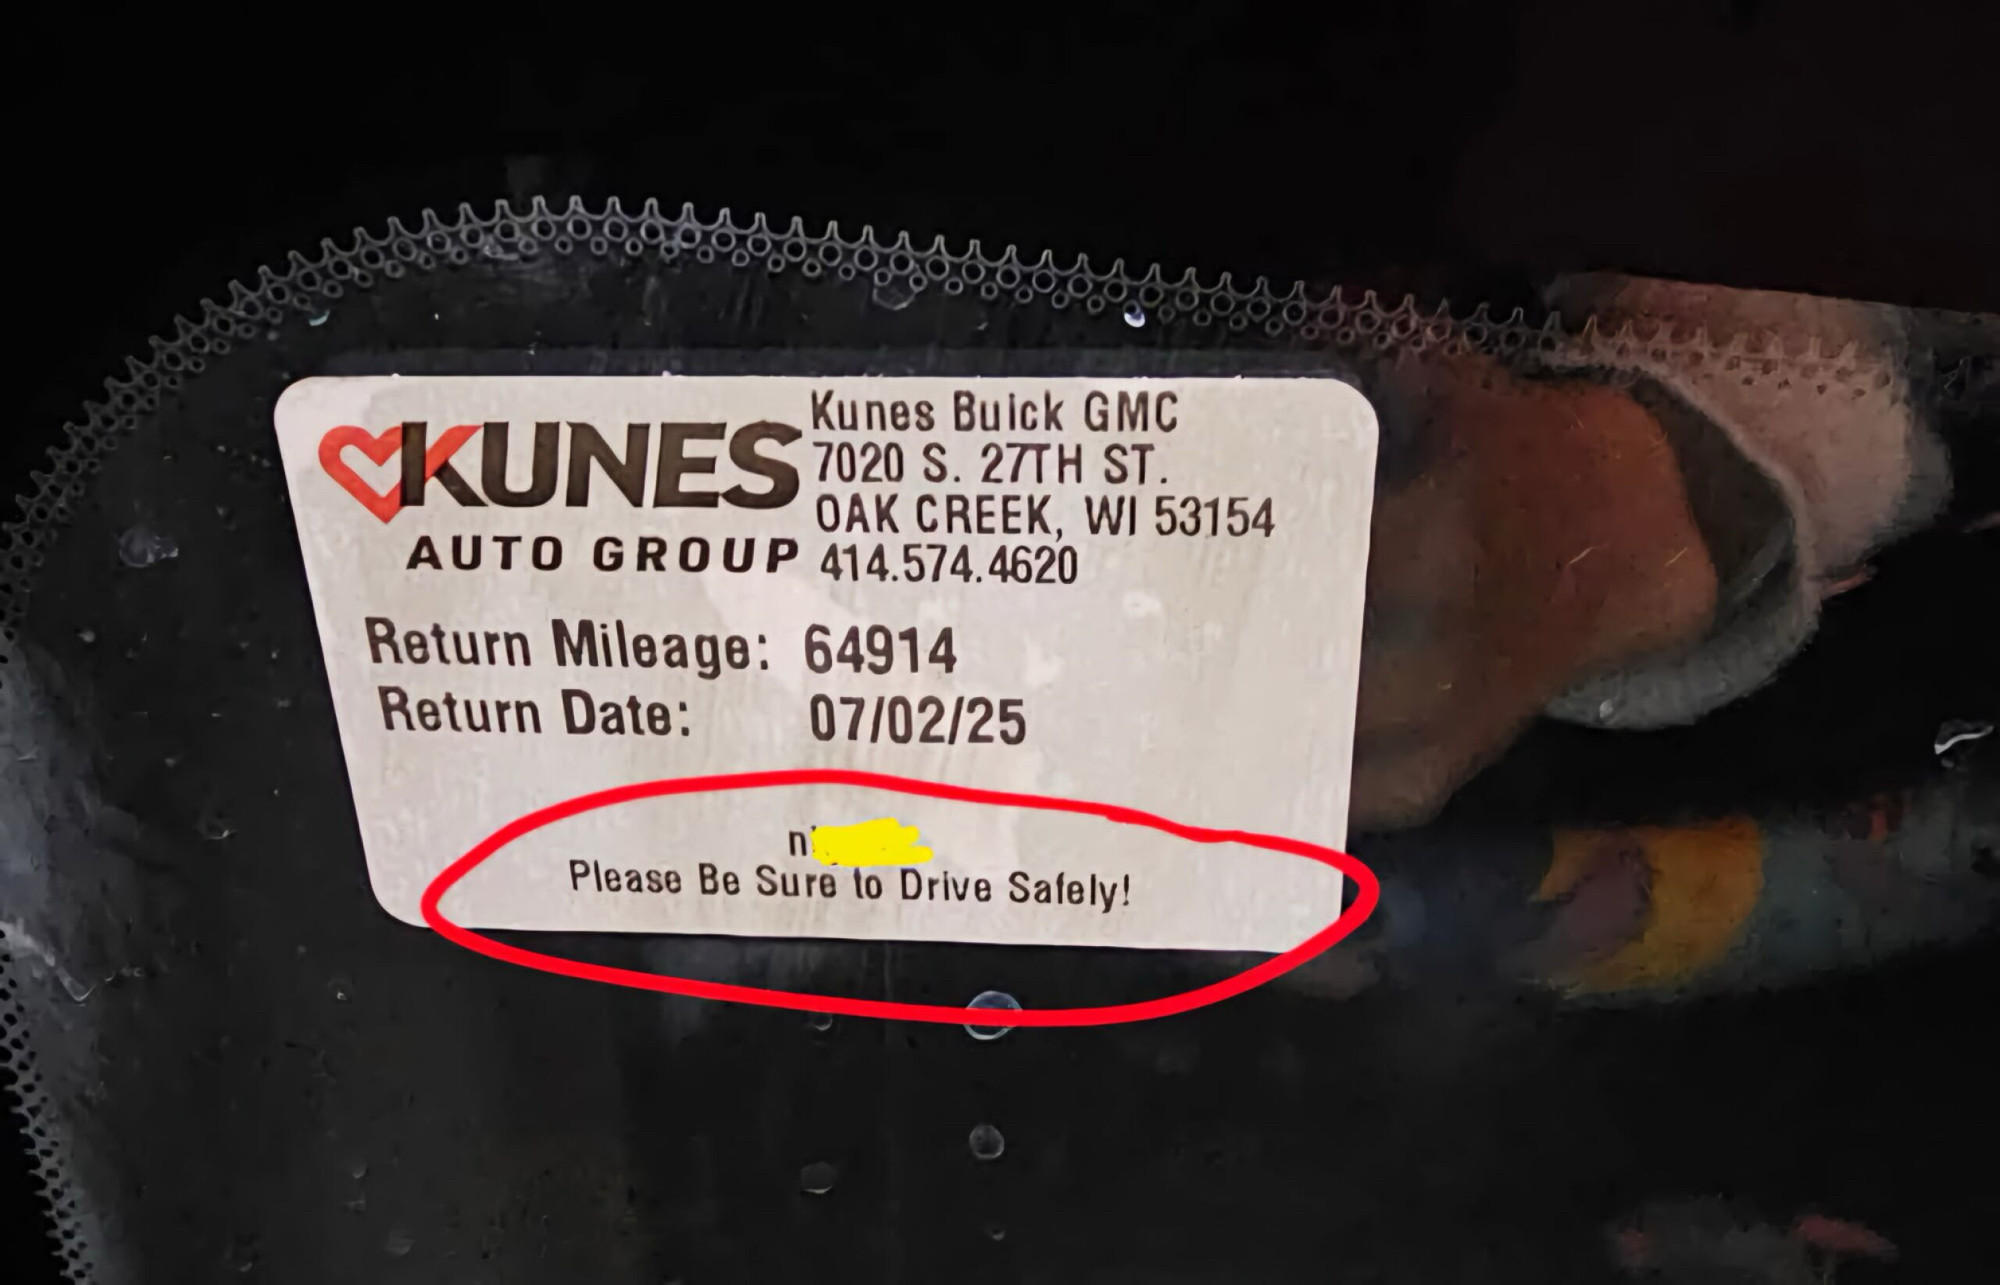 KUNES
AUTO GROUP
Kunes Buick GMC
7020 S. 27TH ST.
OAK CREEK, WI 53154
414.574.4620
Return Mileage: 64914
Return Date: 07/02/25
Please Be Sure to Drive Safely!